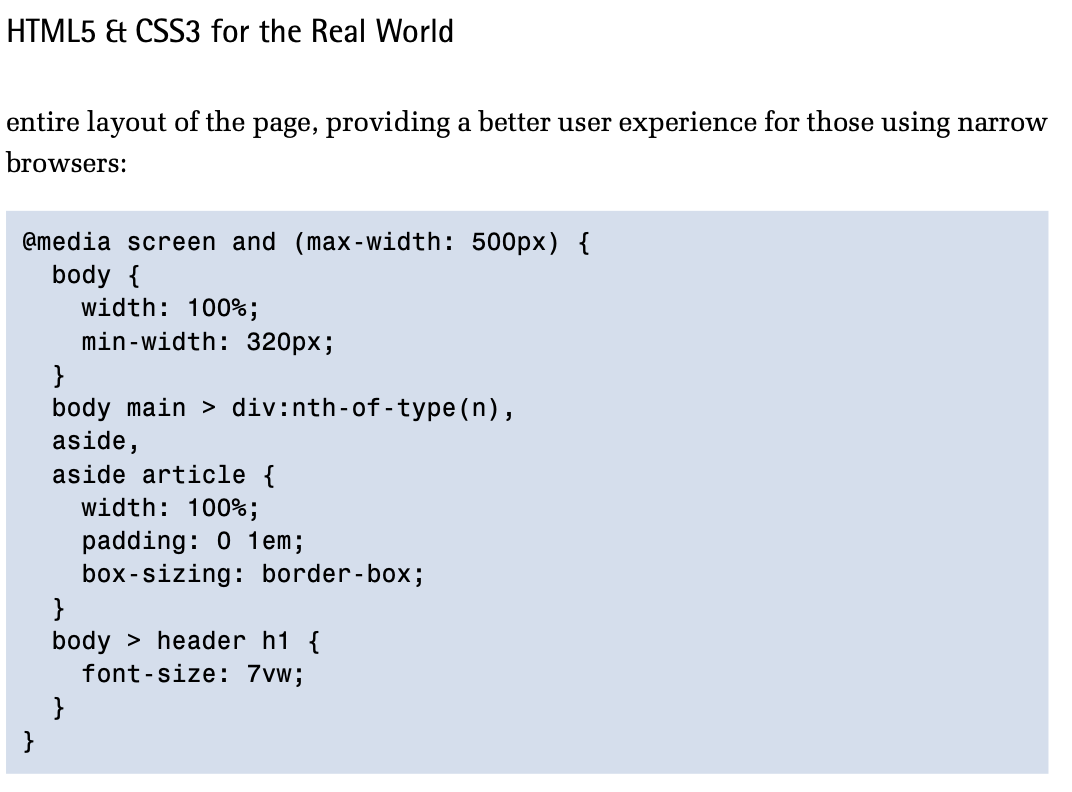 HTML5 & CSS3 for the Real World
entire layout of the page, providing a better user experience for those using narrow
browsers:
@media screen and (max-width: 500px) {
  body {
    width: 100%;
    min-width: 320px;
  }
  body main > div:nth-of-type(n),
  aside,
  aside article {
    width: 100%;
    padding: 0 1em;
    box-sizing: border-box;
  }
  body > header h1 {
    font-size: 7vw;
  }
}